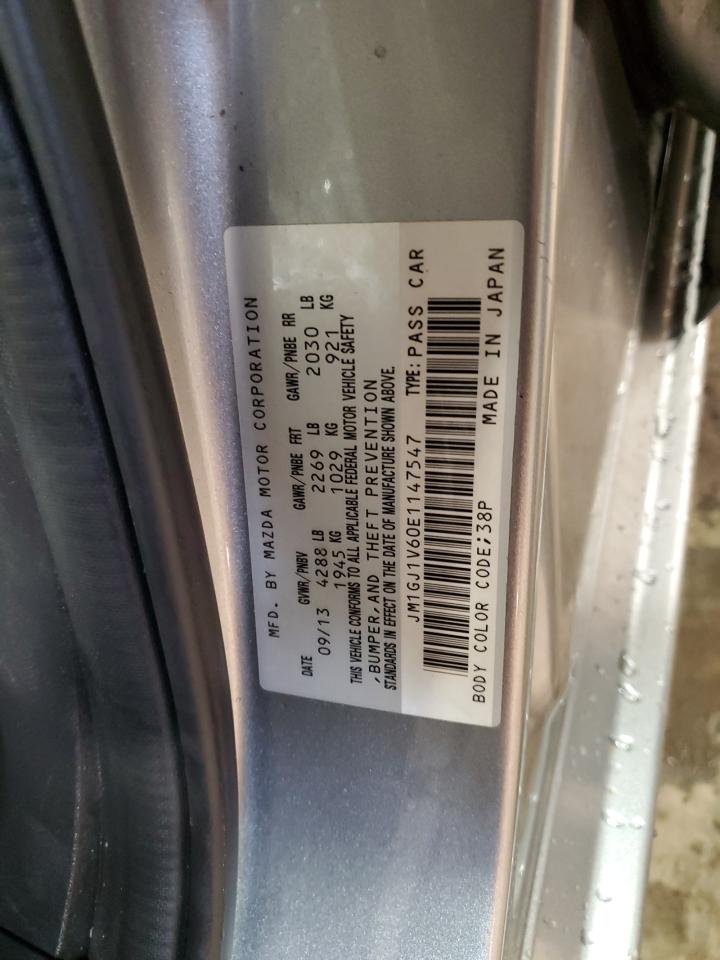 MFD. BY MAZDA MOTOR CORPORATION
DATE GVWR/PNBV GAWR/PNBE FRT GAWR/PNBE RR
09/13 4288 LB 2269 LB 2030 LB
1945 KG 1029 KG 921 KG
THIS VEHICLE CONFORMS TO ALL APPLICABLE FEDERAL MOTOR VEHICLE SAFETY
,BUMPER,AND THEFT PREVENTION
STANDARDS IN EFFECT ON THE DATE OF MANUFACTURE SHOWN ABOVE.
JM1GJ1V60E1147547 TYPE:PASS CAR
BODY COLOR CODE;38P MADE IN JAPAN